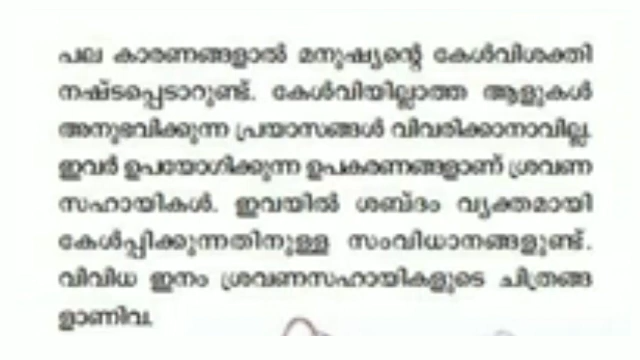 പല കാരണങ്ങളാൽ മനുഷ്യന്റെ കേൾവിശക്തി
നഷ്ടപ്പെടാറുണ്ട്. കേൾവിയില്ലാത്ത ആളുകൾ
അനുഭവിക്കുന്ന പ്രയാസങ്ങൾ വിവരിക്കാനാവില്ല.
ഇവർ ഉപയോഗിക്കുന്ന ഉപകരണങ്ങളാണ് ശ്രവണ
സഹായികൾ. ഇവയിൽ ശബ്ദം വ്യക്തമായി
കേൾപ്പിക്കുന്നതിനുള്ള സംവിധാനങ്ങളുണ്ട്.
വിവിധ ഇനം ശ്രവണസഹായികളുടെ ചിത്രങ്ങ
ളാണിവ.